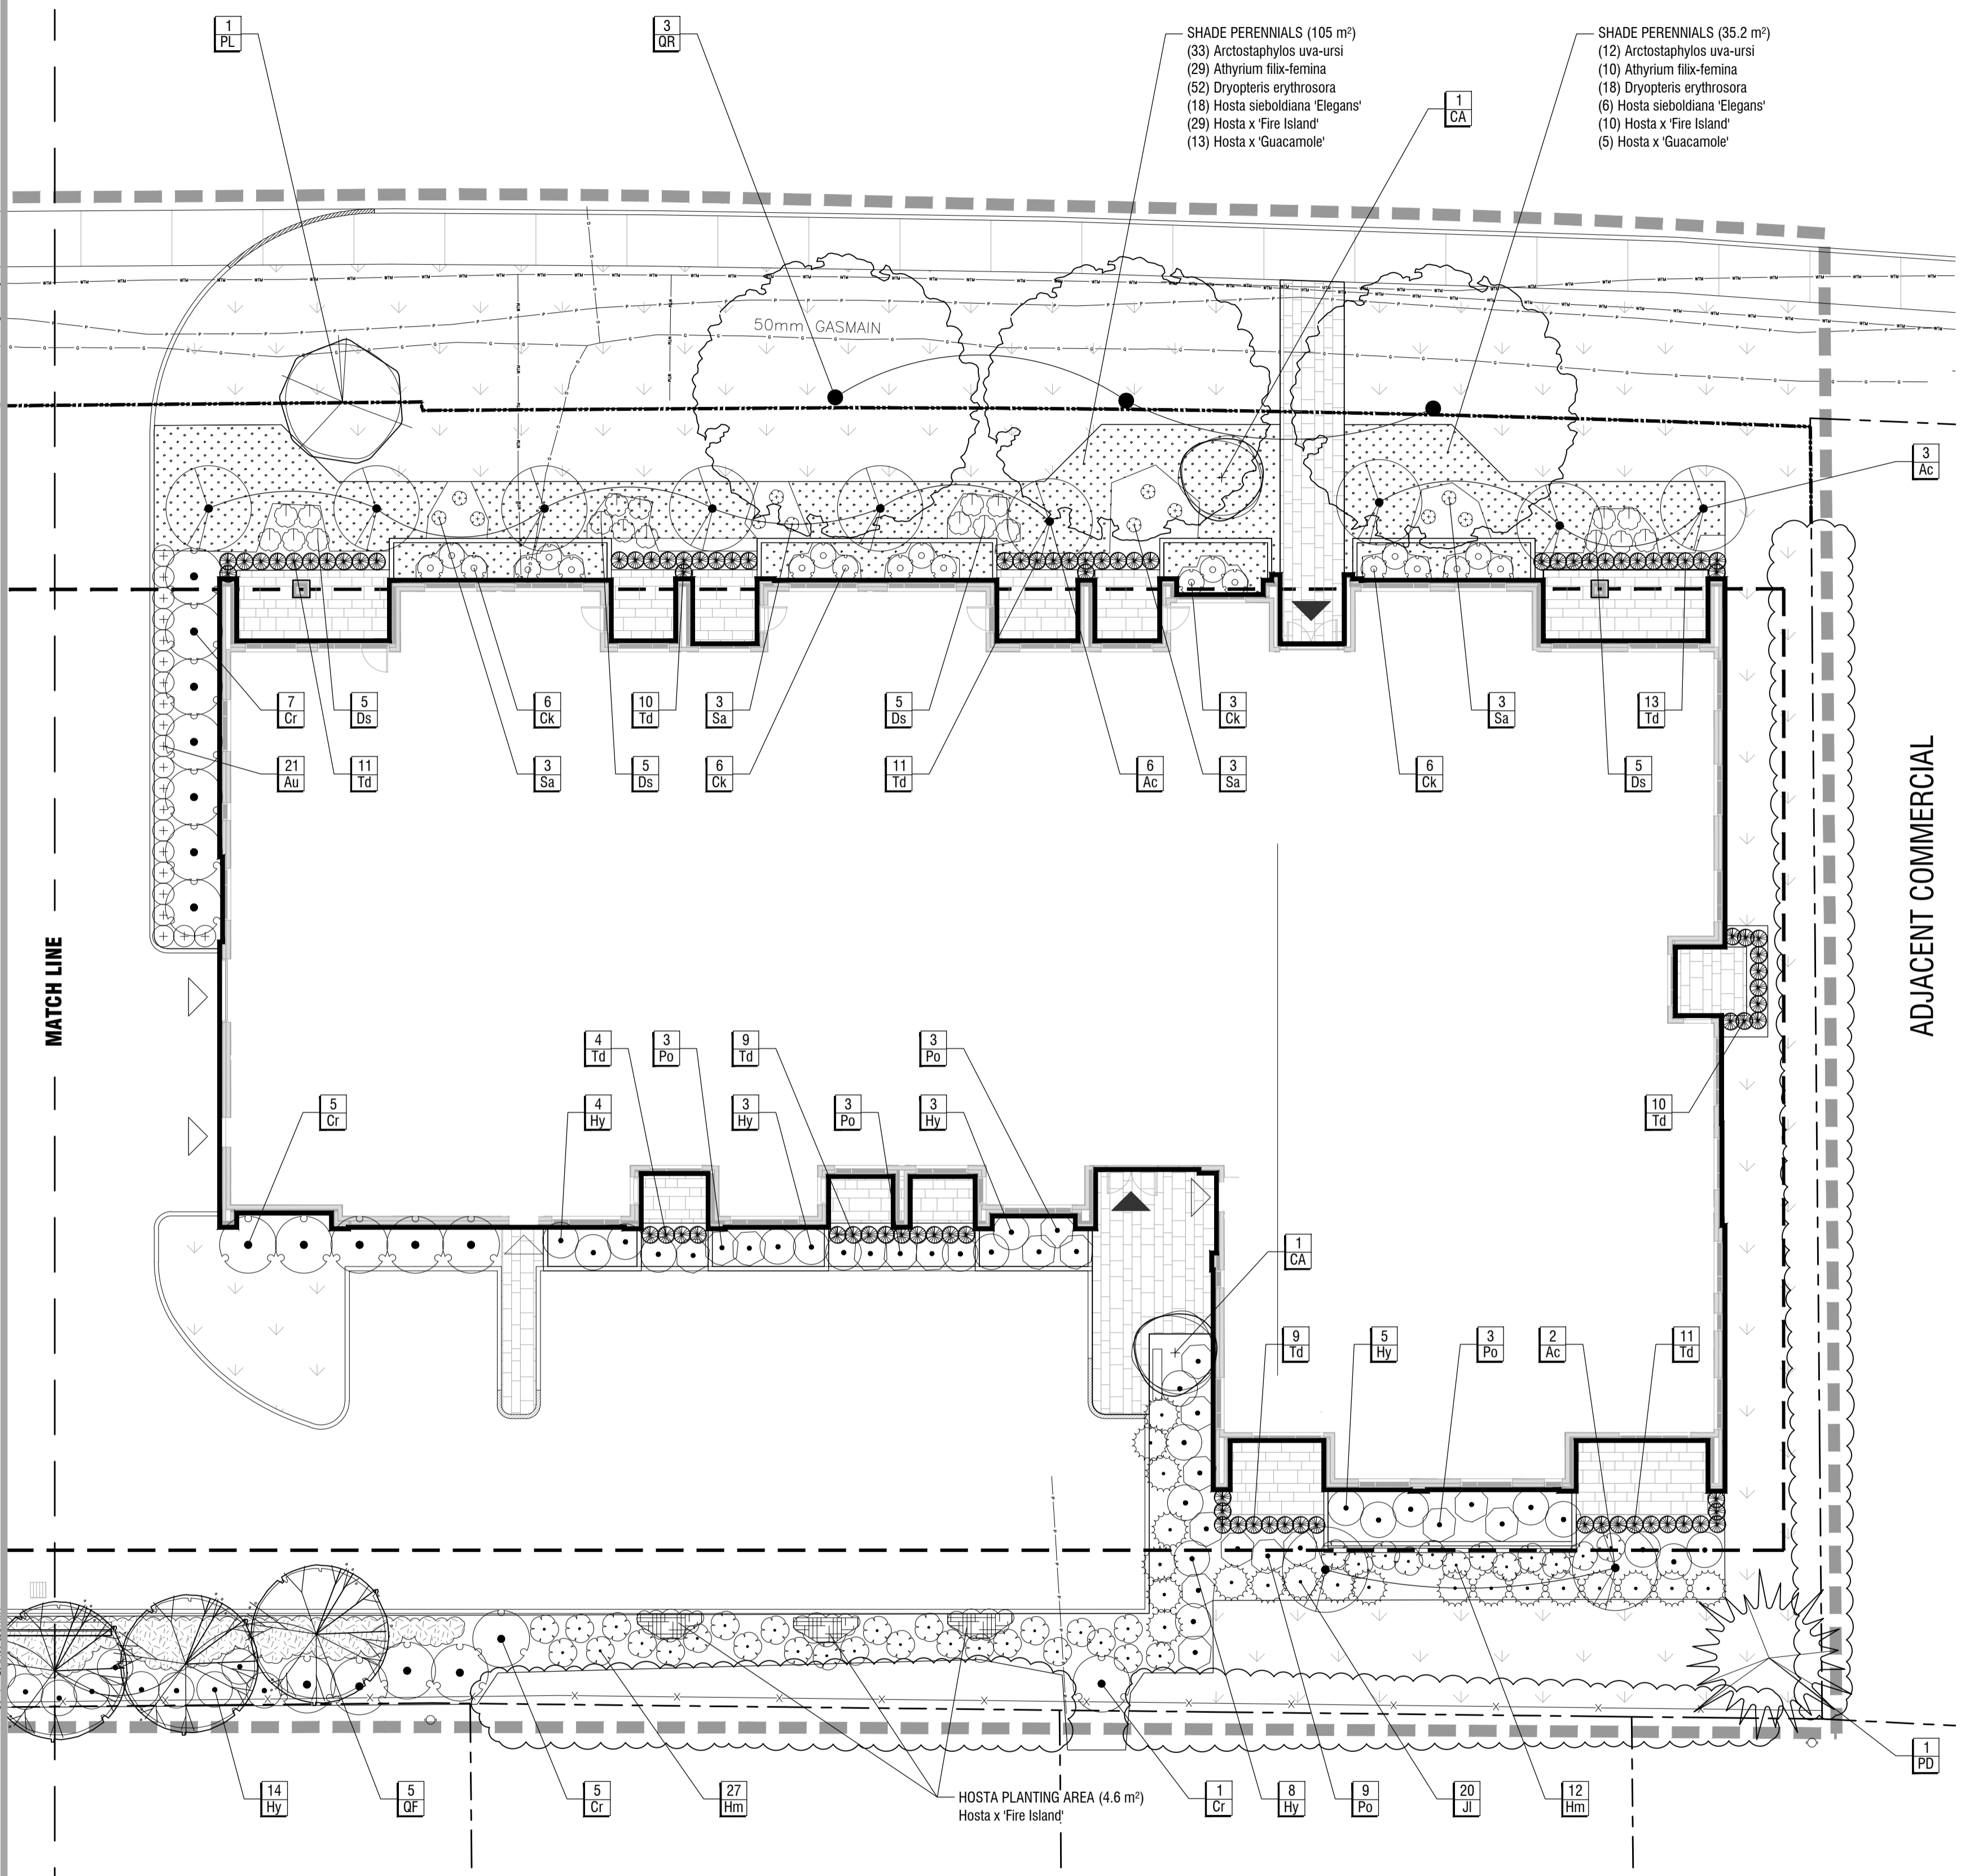 1
PL
3
QR
SHADE PERENNIALS (105 m²)
(33) Arctostaphylos uva-ursi
(29) Athyrium filix-femina
(52) Dryopteris erythrosora
(18) Hosta sieboldiana 'Elegans'
(29) Hosta x 'Fire Island'
(13) Hosta x 'Guacamole'
1
CA
SHADE PERENNIALS (35.2 m²)
(12) Arctostaphylos uva-ursi
(10) Athyrium filix-femina
(18) Dryopteris erythrosora
(6) Hosta sieboldiana 'Elegans'
(10) Hosta x 'Fire Island'
(5) Hosta x 'Guacamole'
50mm GASMAIN
3
Ac
7
Cr
5
Ds
6
Ck
10
Td
3
Sa
5
Ds
3
Ck
3
Sa
13
Td
21
Au
11
Td
3
Sa
5
Ds
6
Ck
11
Td
6
Ac
3
Sa
6
Ck
5
Ds
ADJACENT COMMERCIAL
MATCH LINE
4
Td
3
Po
9
Td
3
Po
5
Cr
4
Hy
3
Hy
3
Po
3
Hy
10
Td
1
CA
9
Td
5
Hy
3
Po
2
Ac
11
Td
1
PD
14
Hy
5
QF
5
Cr
27
Hm
HOSTA PLANTING AREA (4.6 m²)
Hosta x 'Fire Island'
1
Cr
8
Hy
9
Po
20
Jl
12
Hm